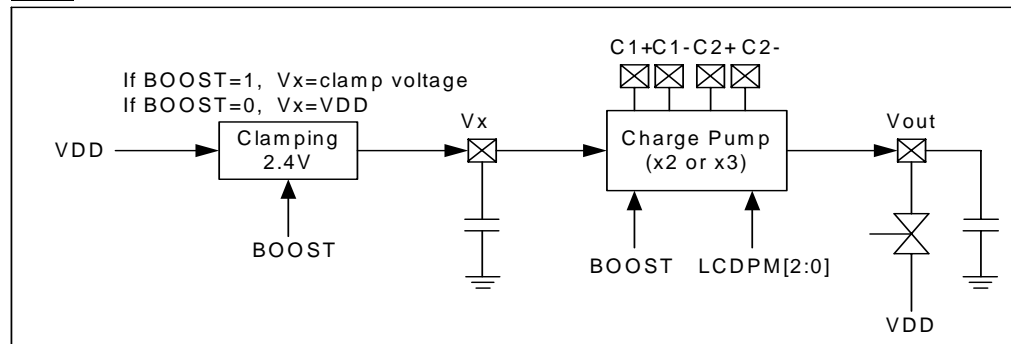 C1+ C1- C2+ C2-
If BOOST=1, Vx=clamp voltage
If BOOST=0, Vx=VDD
Vx
Vout
VDD
Clamping
2.4V
Charge Pump
(x2 or x3)
BOOST
BOOST
LCDPM[2:0]
VDD